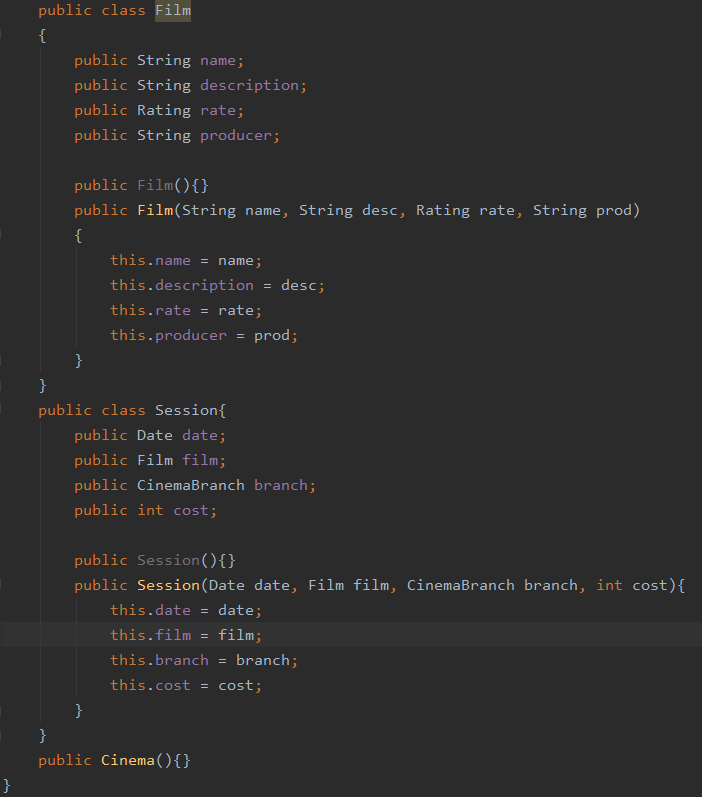 public class Film
{
public String name;
public String description;
public Rating rate;
public String producer;
public Film(){}
public Film(String name, String desc, Rating rate, String prod)
{
this.name = name;
this.description = desc;
this.rate = rate;
this.producer = prod;
}
}
public class Session{
public Date date;
public Film film;
public CinemaBranch branch;
public int cost;
public Session(){}
public Session(Date date, Film film, CinemaBranch branch, int cost){
this.date = date;
this.film = film;
this.branch = branch;
this.cost = cost;
}
}
public Cinema(){}
}